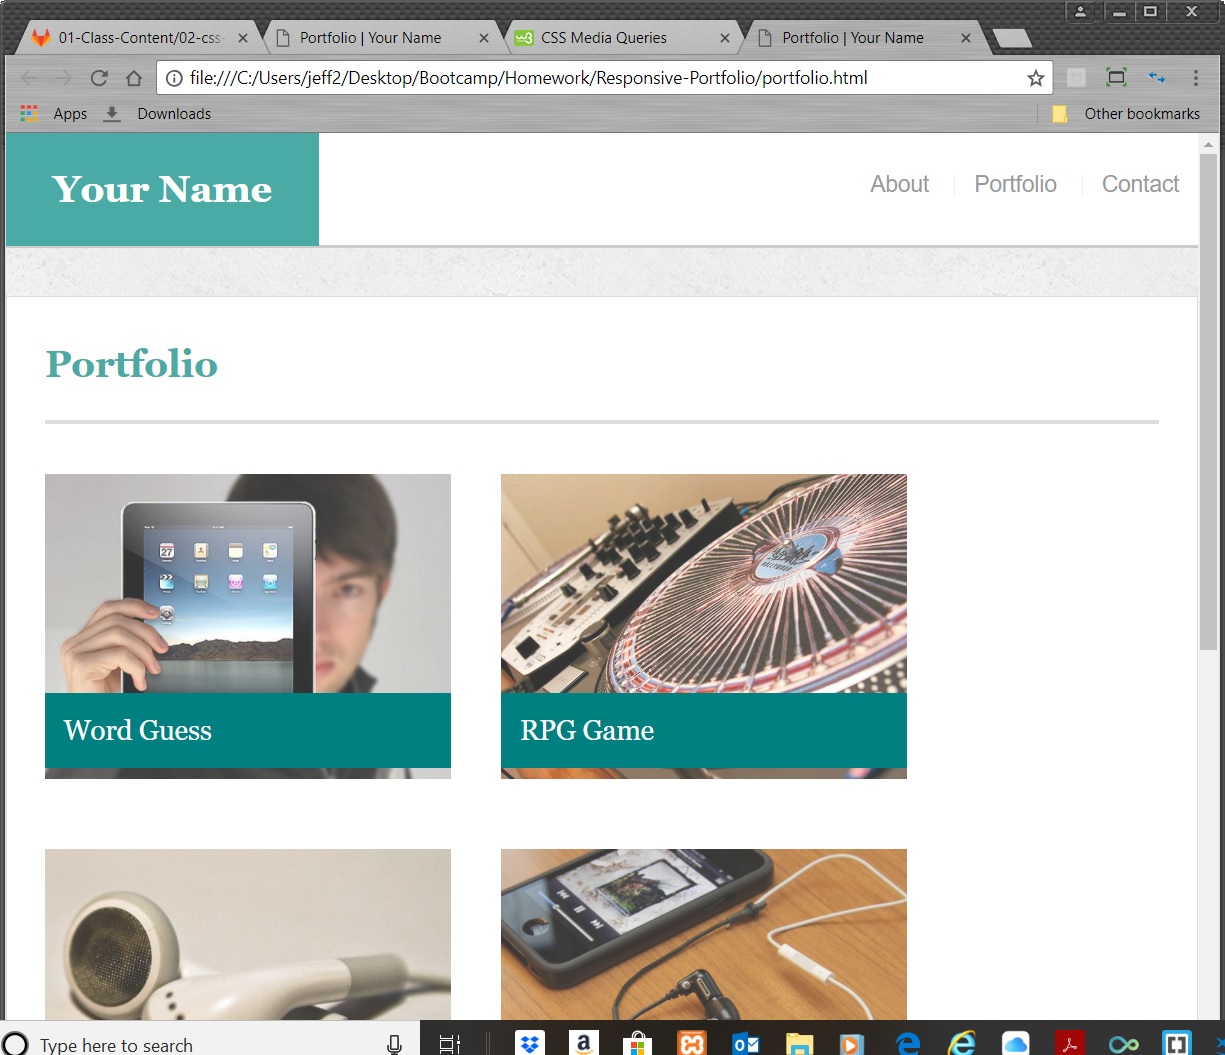 01-Class-Content/02-css-
Portfolio | Your Name
CSS Media Queries
Portfolio | Your Name
file:///C:/Users/jeff2/Desktop/Bootcamp/Homework/Responsive-Portfolio/portfolio.html
Apps
Downloads
Other bookmarks
Your Name
About
Portfolio
Contact
Portfolio
27
Word Guess
RPG Game
Type here to search